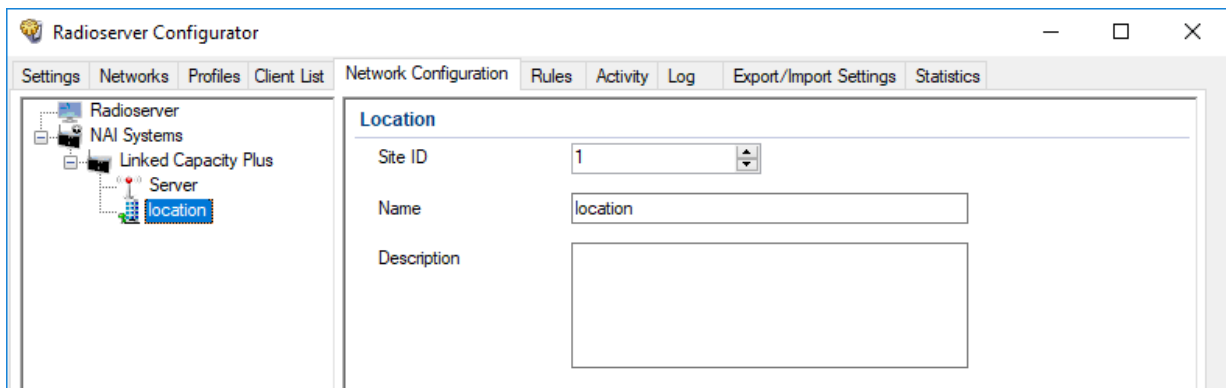 Radioserver Configurator
Settings Networks Profiles Client List Network Configuration Rules Activity Log Export/Import Settings Statistics
Radioserver
NAI Systems
Linked Capacity Plus
Server
location
Location
Site ID 1
Name location
Description